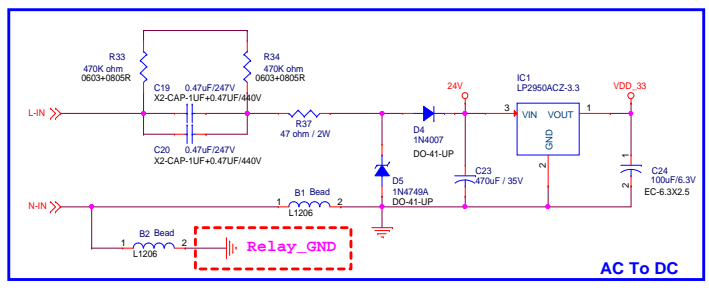 R33
470K ohm
0603+0805R
R34
470K ohm
0603+0805R
C19 0.47uF/247V
X2-CAP-1UF+0.47UF/440V
L-IN
C20 0.47uF/247V
X2-CAP-1UF+0.47UF/440V
R37
47 ohm / 2W
D4
1N4007
DO-41-UP
24V
IC1
LP2950ACZ-3.3
3 VIN VOUT 1
GND
2
VDD_33
D5
1N4749A
DO-41-UP
C23
470uF / 35V
1
2
C24
100uF/6.3V
EC-6.3X2.5
N-IN
B1 Bead
1 2
L1206
B2 Bead
1 2
L1206
Relay_GND
AC To DC